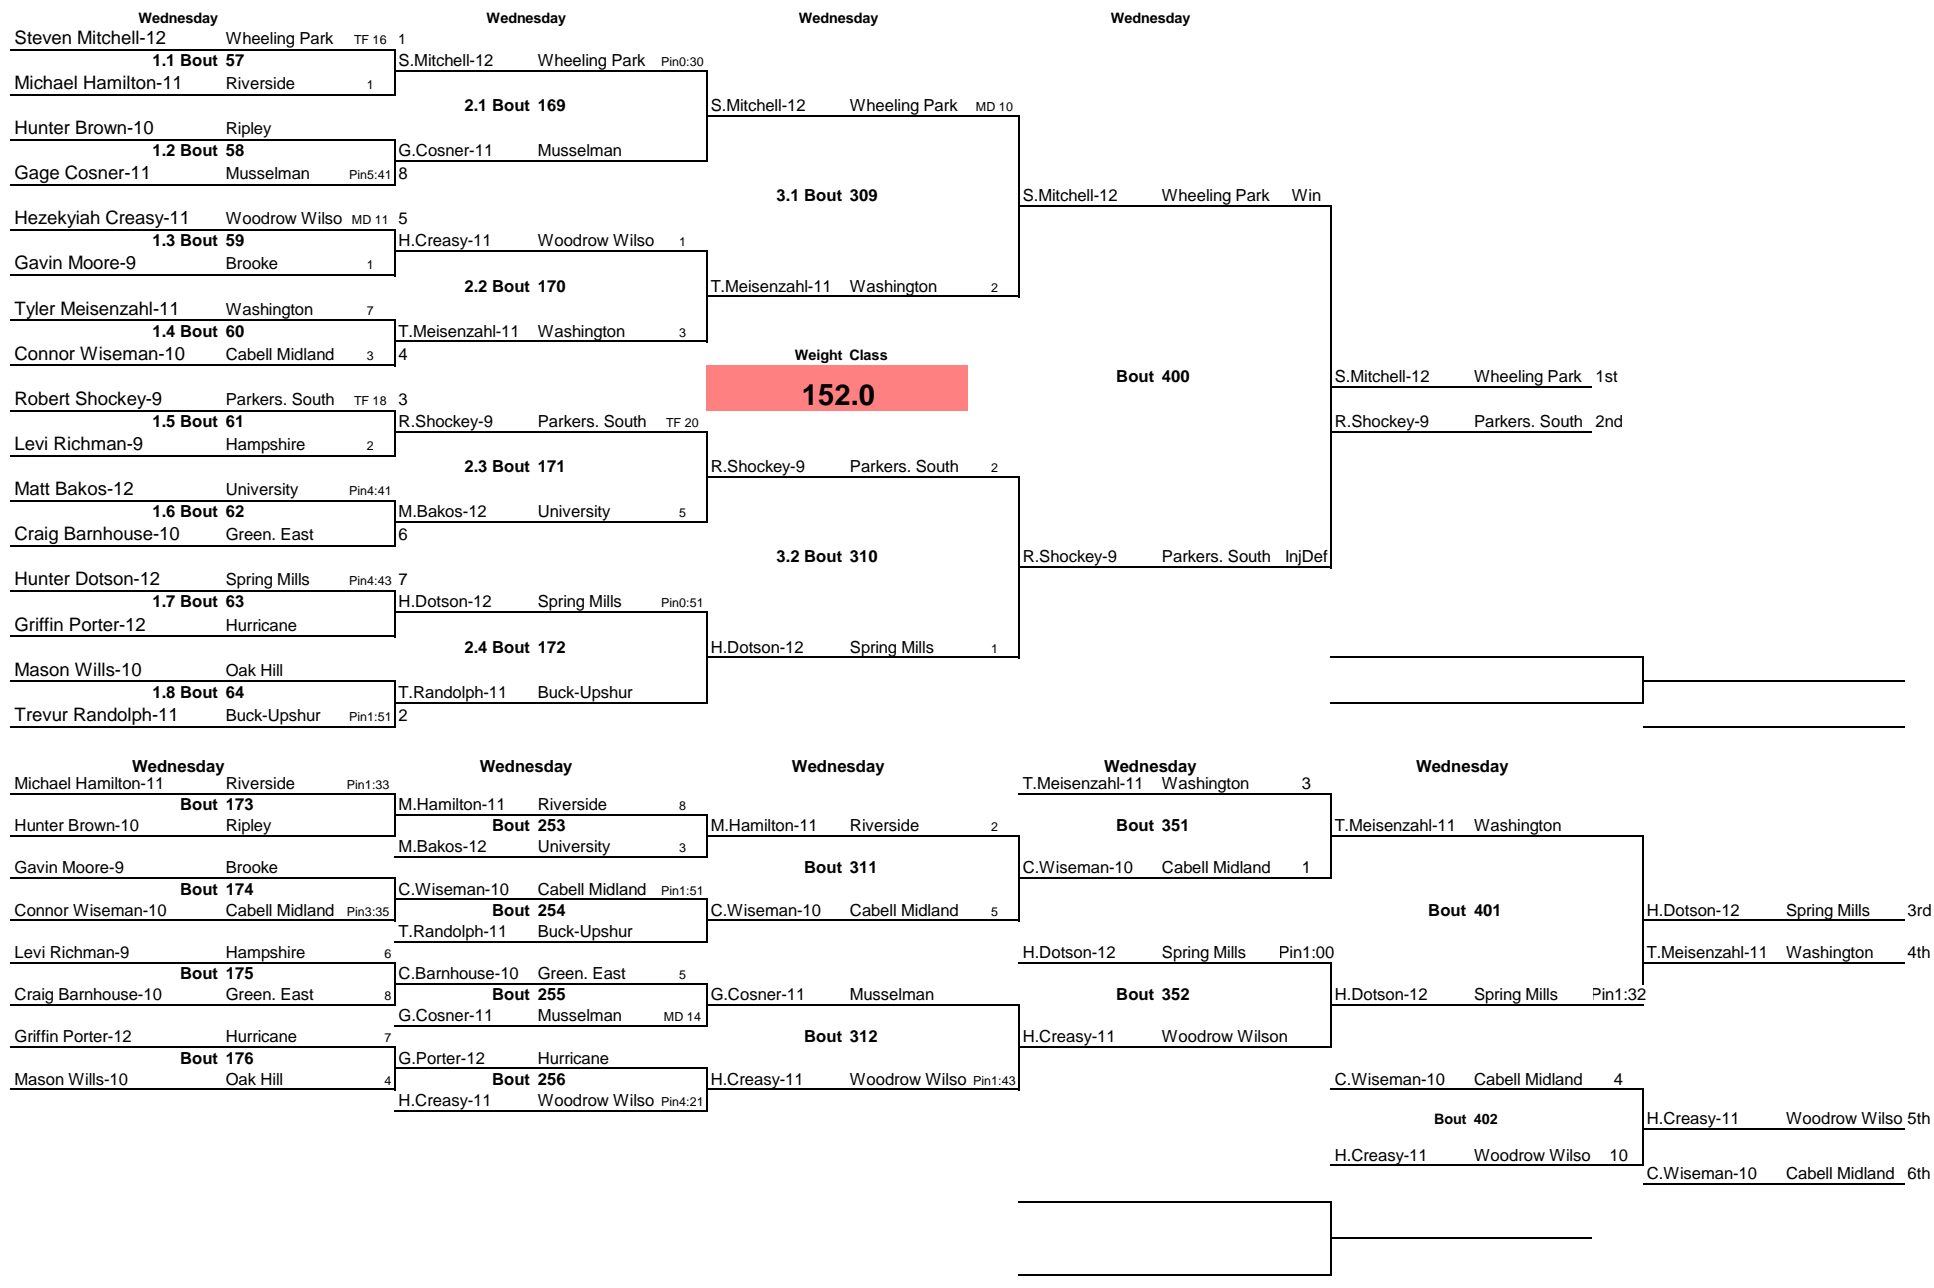 Wednesday Wednesday Wednesday Wednesday
Steven Mitchell-12 Wheeling Park TF 16 1
1.1 Bout 57 S.Mitchell-12 Wheeling Park Pin0:30
Michael Hamilton-11 Riverside 1
2.1 Bout 169 S.Mitchell-12 Wheeling Park MD 10
Hunter Brown-10 Ripley
1.2 Bout 58 G.Cosner-11 Musselman
Gage Cosner-11 Musselman Pin5:41 8
3.1 Bout 309 S.Mitchell-12 Wheeling Park Win
Hezekyiah Creasy-11 Woodrow Wilso MD 11 5
1.3 Bout 59 H.Creasy-11 Woodrow Wilso 1
Gavin Moore-9 Brooke 1
2.2 Bout 170 T.Meisenzahl-11 Washington 2
Tyler Meisenzahl-11 Washington 7
1.4 Bout 60 T.Meisenzahl-11 Washington 3
Connor Wiseman-10 Cabell Midland 3 4 Weight Class
Bout 400 S.Mitchell-12 Wheeling Park 1st
Robert Shockey-9 Parkers. South TF 18 3 152.0
1.5 Bout 61 R.Shockey-9 Parkers. South TF 20 R.Shockey-9 Parkers. South 2nd
Levi Richman-9 Hampshire 2
2.3 Bout 171 R.Shockey-9 Parkers. South 2
Matt Bakos-12 University Pin4:41
1.6 Bout 62 M.Bakos-12 University 5
Craig Barnhouse-10 Green. East 6
3.2 Bout 310 R.Shockey-9 Parkers. South InjDef
Hunter Dotson-12 Spring Mills Pin4:43 7
1.7 Bout 63 H.Dotson-12 Spring Mills Pin0:51
Griffin Porter-12 Hurricane
2.4 Bout 172 H.Dotson-12 Spring Mills 1
Mason Wills-10 Oak Hill
1.8 Bout 64 T.Randolph-11 Buck-Upshur
Trevur Randolph-11 Buck-Upshur Pin1:51 2
Wednesday Wednesday Wednesday Wednesday Wednesday
Michael Hamilton-11 Riverside Pin1:33 T.Meisenzahl-11 Washington 3
Bout 173 M.Hamilton-11 Riverside 8
Hunter Brown-10 Ripley Bout 253 M.Hamilton-11 Riverside 2 Bout 351 T.Meisenzahl-11 Washington
M.Bakos-12 University 3
Gavin Moore-9 Brooke Bout 311 C.Wiseman-10 Cabell Midland 1
Bout 174 C.Wiseman-10 Cabell Midland Pin1:51
Connor Wiseman-10 Cabell Midland Pin3:35 Bout 254 C.Wiseman-10 Cabell Midland 5 Bout 401 H.Dotson-12 Spring Mills 3rd
T.Randolph-11 Buck-Upshur
Levi Richman-9 Hampshire 6 H.Dotson-12 Spring Mills Pin1:00 T.Meisenzahl-11 Washington 4th
Bout 175 C.Barnhouse-10 Green. East 5
Craig Barnhouse-10 Green. East 8 Bout 255 G.Cosner-11 Musselman Bout 352 H.Dotson-12 Spring Mills Pin1:32
G.Cosner-11 Musselman MD 14
Griffin Porter-12 Hurricane 7 Bout 312 H.Creasy-11 Woodrow Wilson
Bout 176 G.Porter-12 Hurricane
Mason Wills-10 Oak Hill 4 Bout 256 H.Creasy-11 Woodrow Wilso Pin1:43 C.Wiseman-10 Cabell Midland 4
H.Creasy-11 Woodrow Wilso Pin4:21
Bout 402 H.Creasy-11 Woodrow Wilso 5th
H.Creasy-11 Woodrow Wilso 10
C.Wiseman-10 Cabell Midland 6th